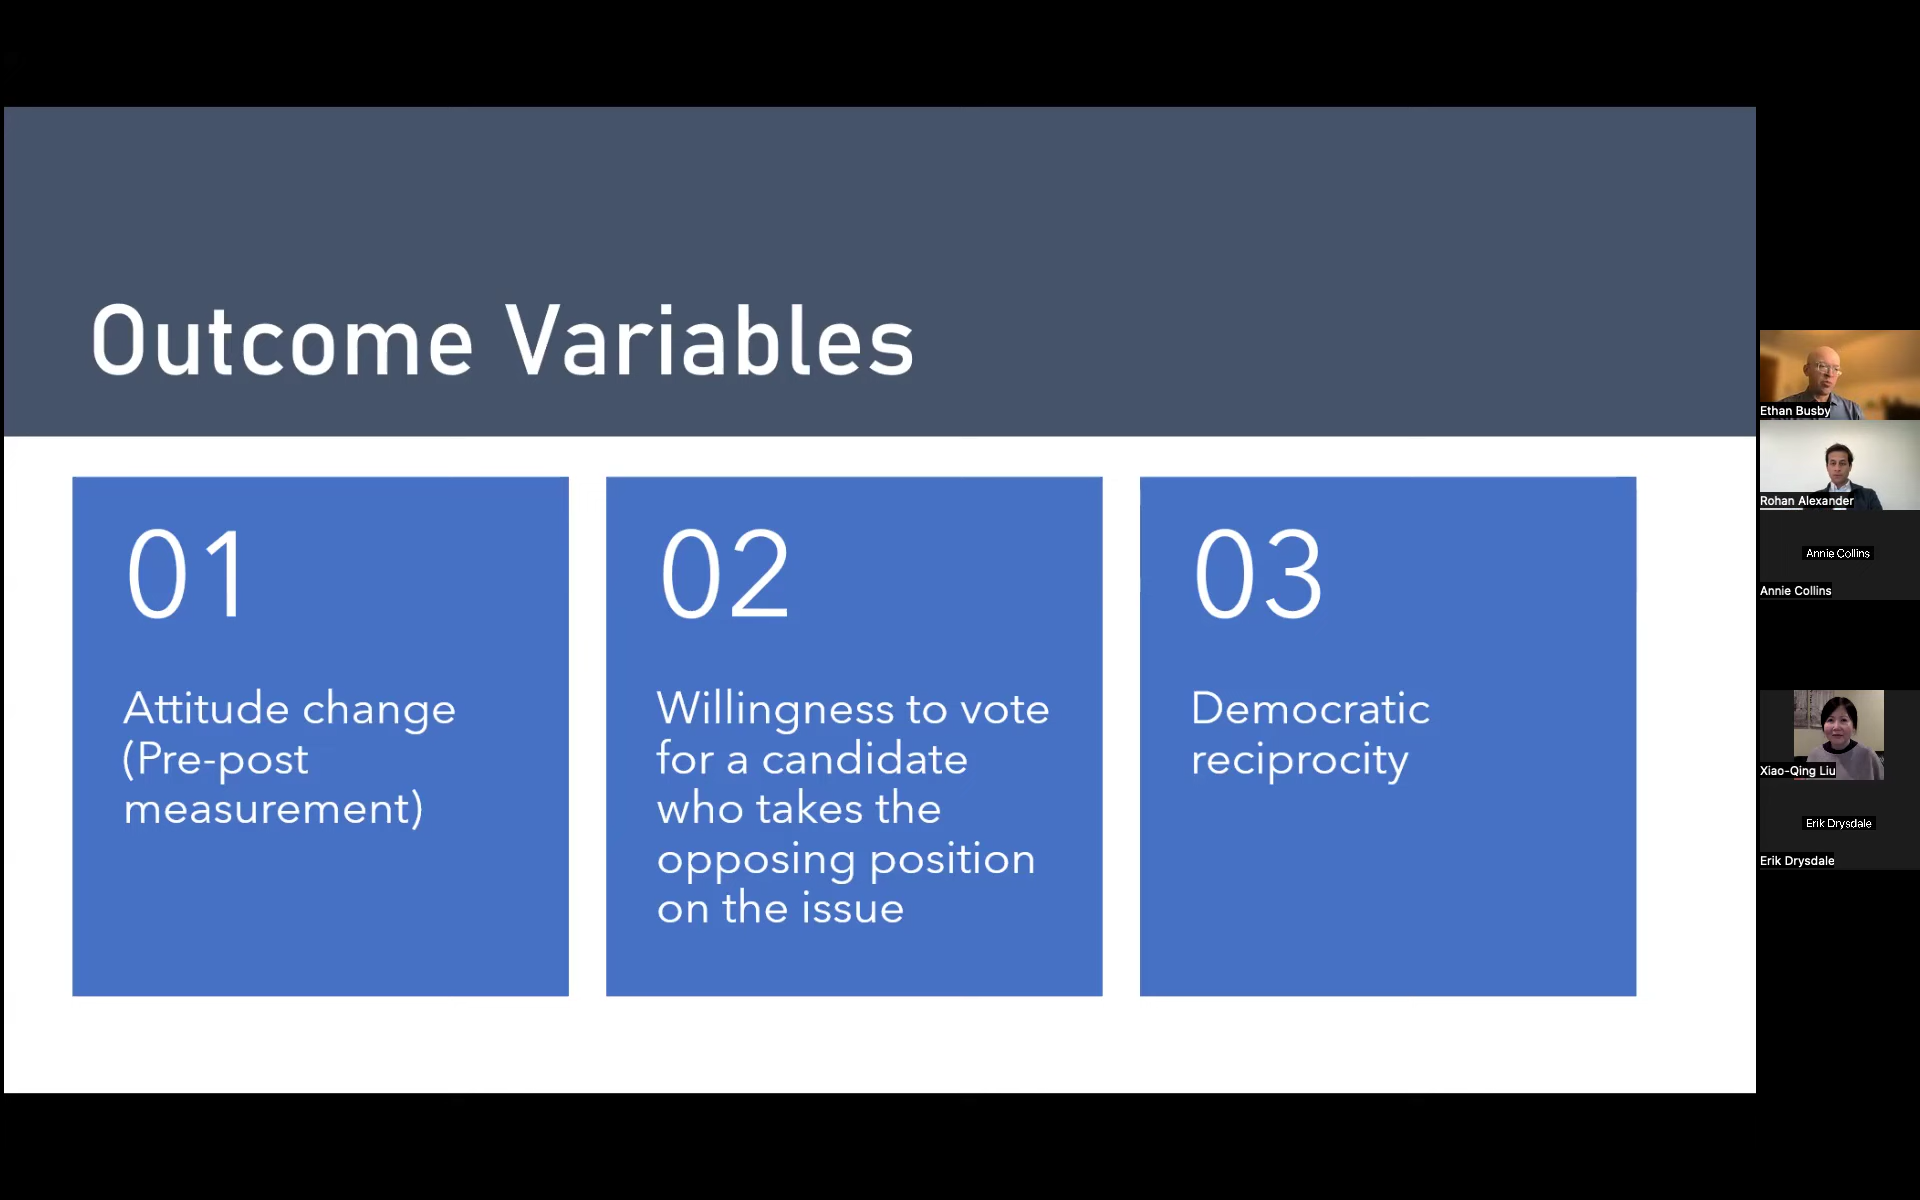 Outcome Variables
01
Attitude change
(Pre-post
measurement)
02
Willingness to vote
for a candidate
who takes the
opposing position
on the issue
03
Democratic
reciprocity
Ethan Busby
Rohan Alexander
Annie Collins
Annie Collins
Xiao-Qing Liu
Erik Drysdale
Erik Drysdale